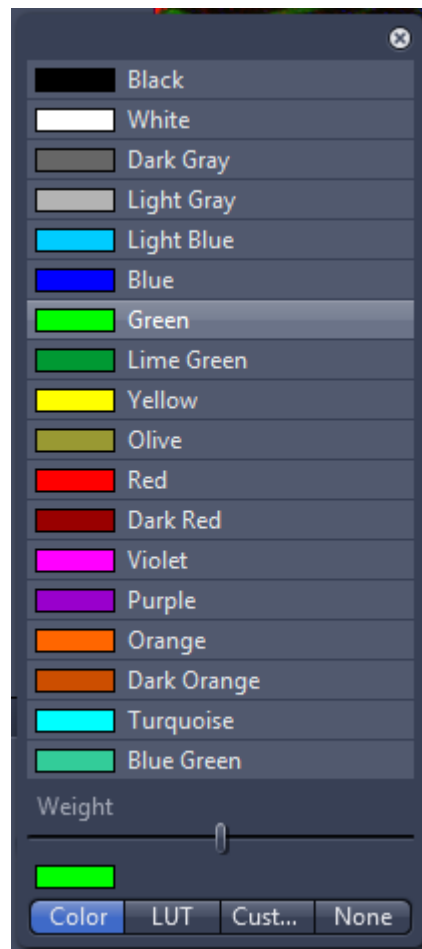 Black
White
Dark Gray
Light Gray
Light Blue
Blue
Green
Lime Green
Yellow
Olive
Red
Dark Red
Violet
Purple
Orange
Dark Orange
Turquoise
Blue Green
Weight
Color LUT Cust... None